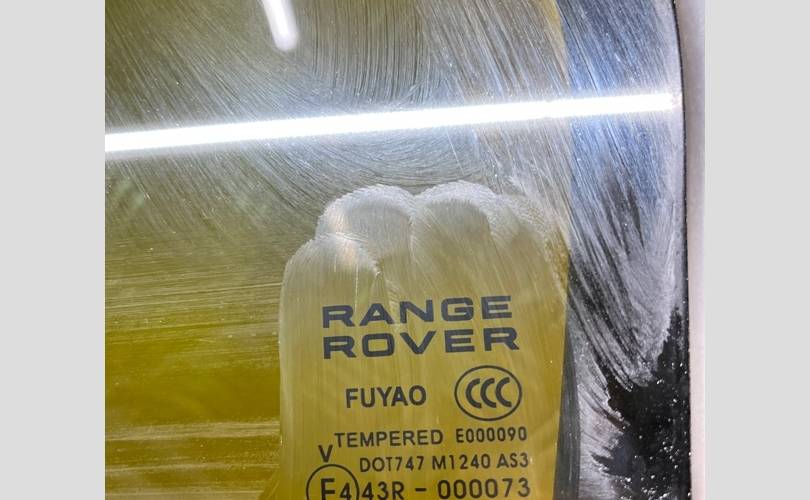 RANGE
ROVER
FUYAO CCC
TEMPERED E000090
V DOT747 M1240 AS3
E4 43R - 000073